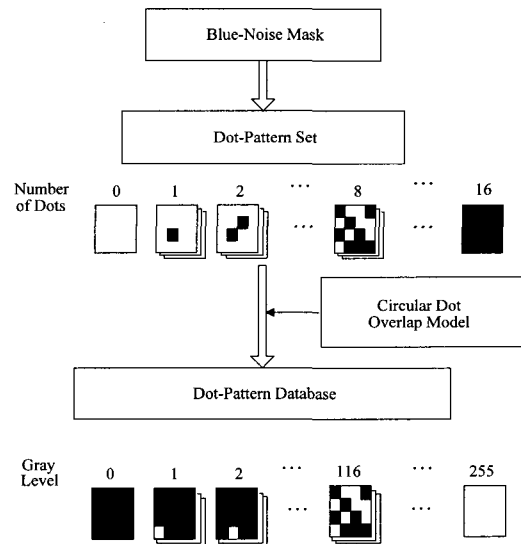 Blue-Noise Mask
Dot-Pattern Set
Number
of Dots
0 1 2 ... 8 ... 16
... ...
Circular Dot
Overlap Model
Dot-Pattern Database
Gray
Level
0 1 2 ... 116 ... 255
... ...